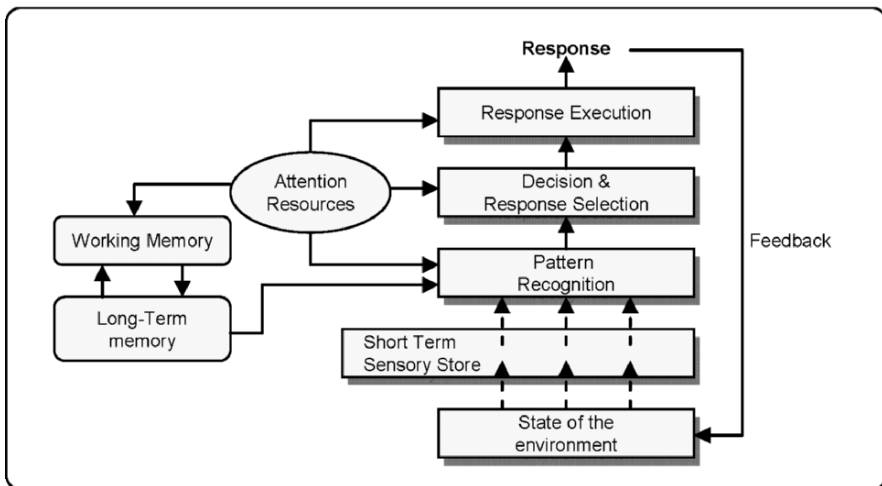 Response
Response Execution
Attention
Resources
Decision &
Response Selection
Working Memory
Feedback
Pattern
Recognition
Long-Term
memory
Short Term
Sensory Store
State of the
environment